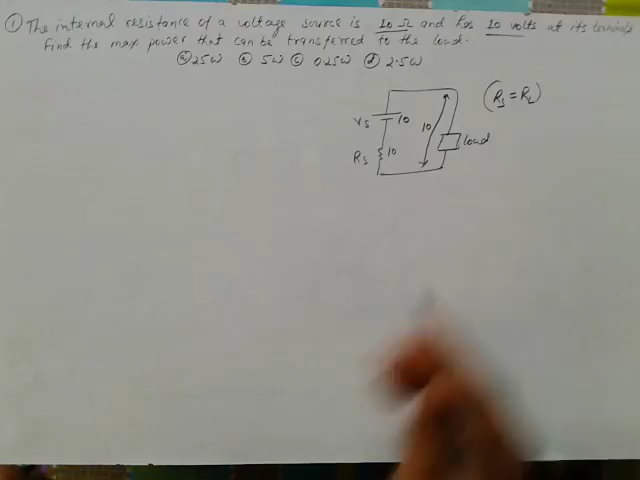 ① The internal resistance of a voltage source is 10 Ω and has 10 volts at its terminals
Find the max power that can be transferred to the load.
ⓐ 25W ⓑ 5W ⓒ 0.25W ⓓ 2.5W
(Rs = RL)
Vs 10
10
load
Rs 10